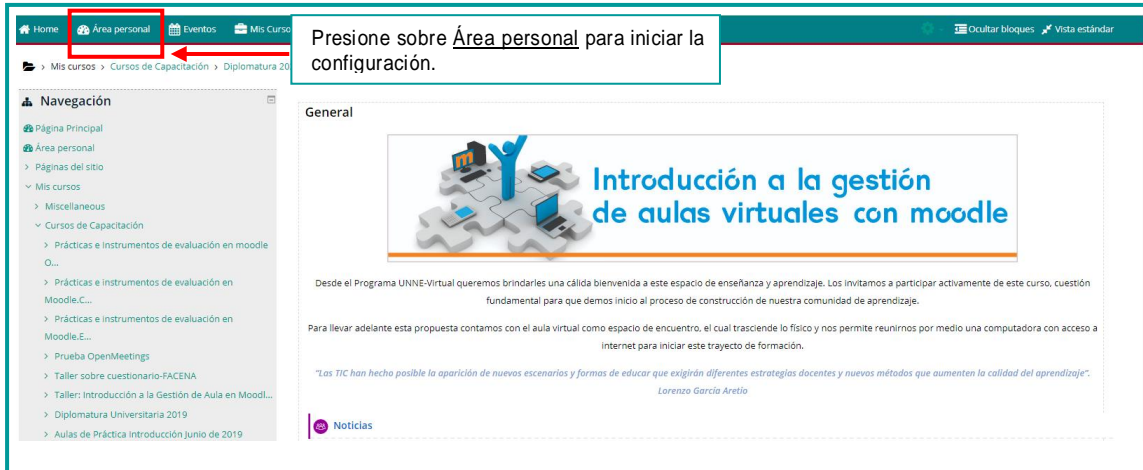 Home Área personal Eventos Mis Curso
Ocultar bloques Vista estándar
Presione sobre Área personal para iniciar la
configuración.
> Mis cursos > Cursos de Capacitación > Diplomatura 20
Navegación
Página Principal
Área personal
> Páginas del sitio
Mis cursos
> Miscellaneous
Cursos de Capacitación
> Prácticas e Instrumentos de evaluación en moodle
O...
> Prácticas e instrumentos de evaluación en
Moodle.C...
> Prácticas e instrumentos de evaluación en
Moodle.E...
> Prueba OpenMeetings
> Taller sobre cuestionario-FACENA
> Taller: Introducción a la Gestión de Aula en Moodl...
> Diplomatura Universitaria 2019
> Aulas de Práctica Introducción Junio de 2019
General
m
Introducción a la gestión
de aulas virtuales con moodle
Desde el Programa UNNE-Virtual queremos brindarles una cálida bienvenida a este espacio de enseñanza y aprendizaje. Los invitamos a participar activamente de este curso, cuestión
fundamental para que demos inicio al proceso de construcción de nuestra comunidad de aprendizaje.
Para llevar adelante esta propuesta contamos con el aula virtual como espacio de encuentro, el cual trasciende lo físico y nos permite reunirnos por medio una computadora con acceso a
internet para iniciar este trayecto de formación.
"Las TIC han hecho posible la aparición de nuevos escenarios y formas de educar que exigirán diferentes estrategias docentes y nuevos métodos que aumenten la calidad del aprendizaje".
Lorenzo García Aretio
Noticias